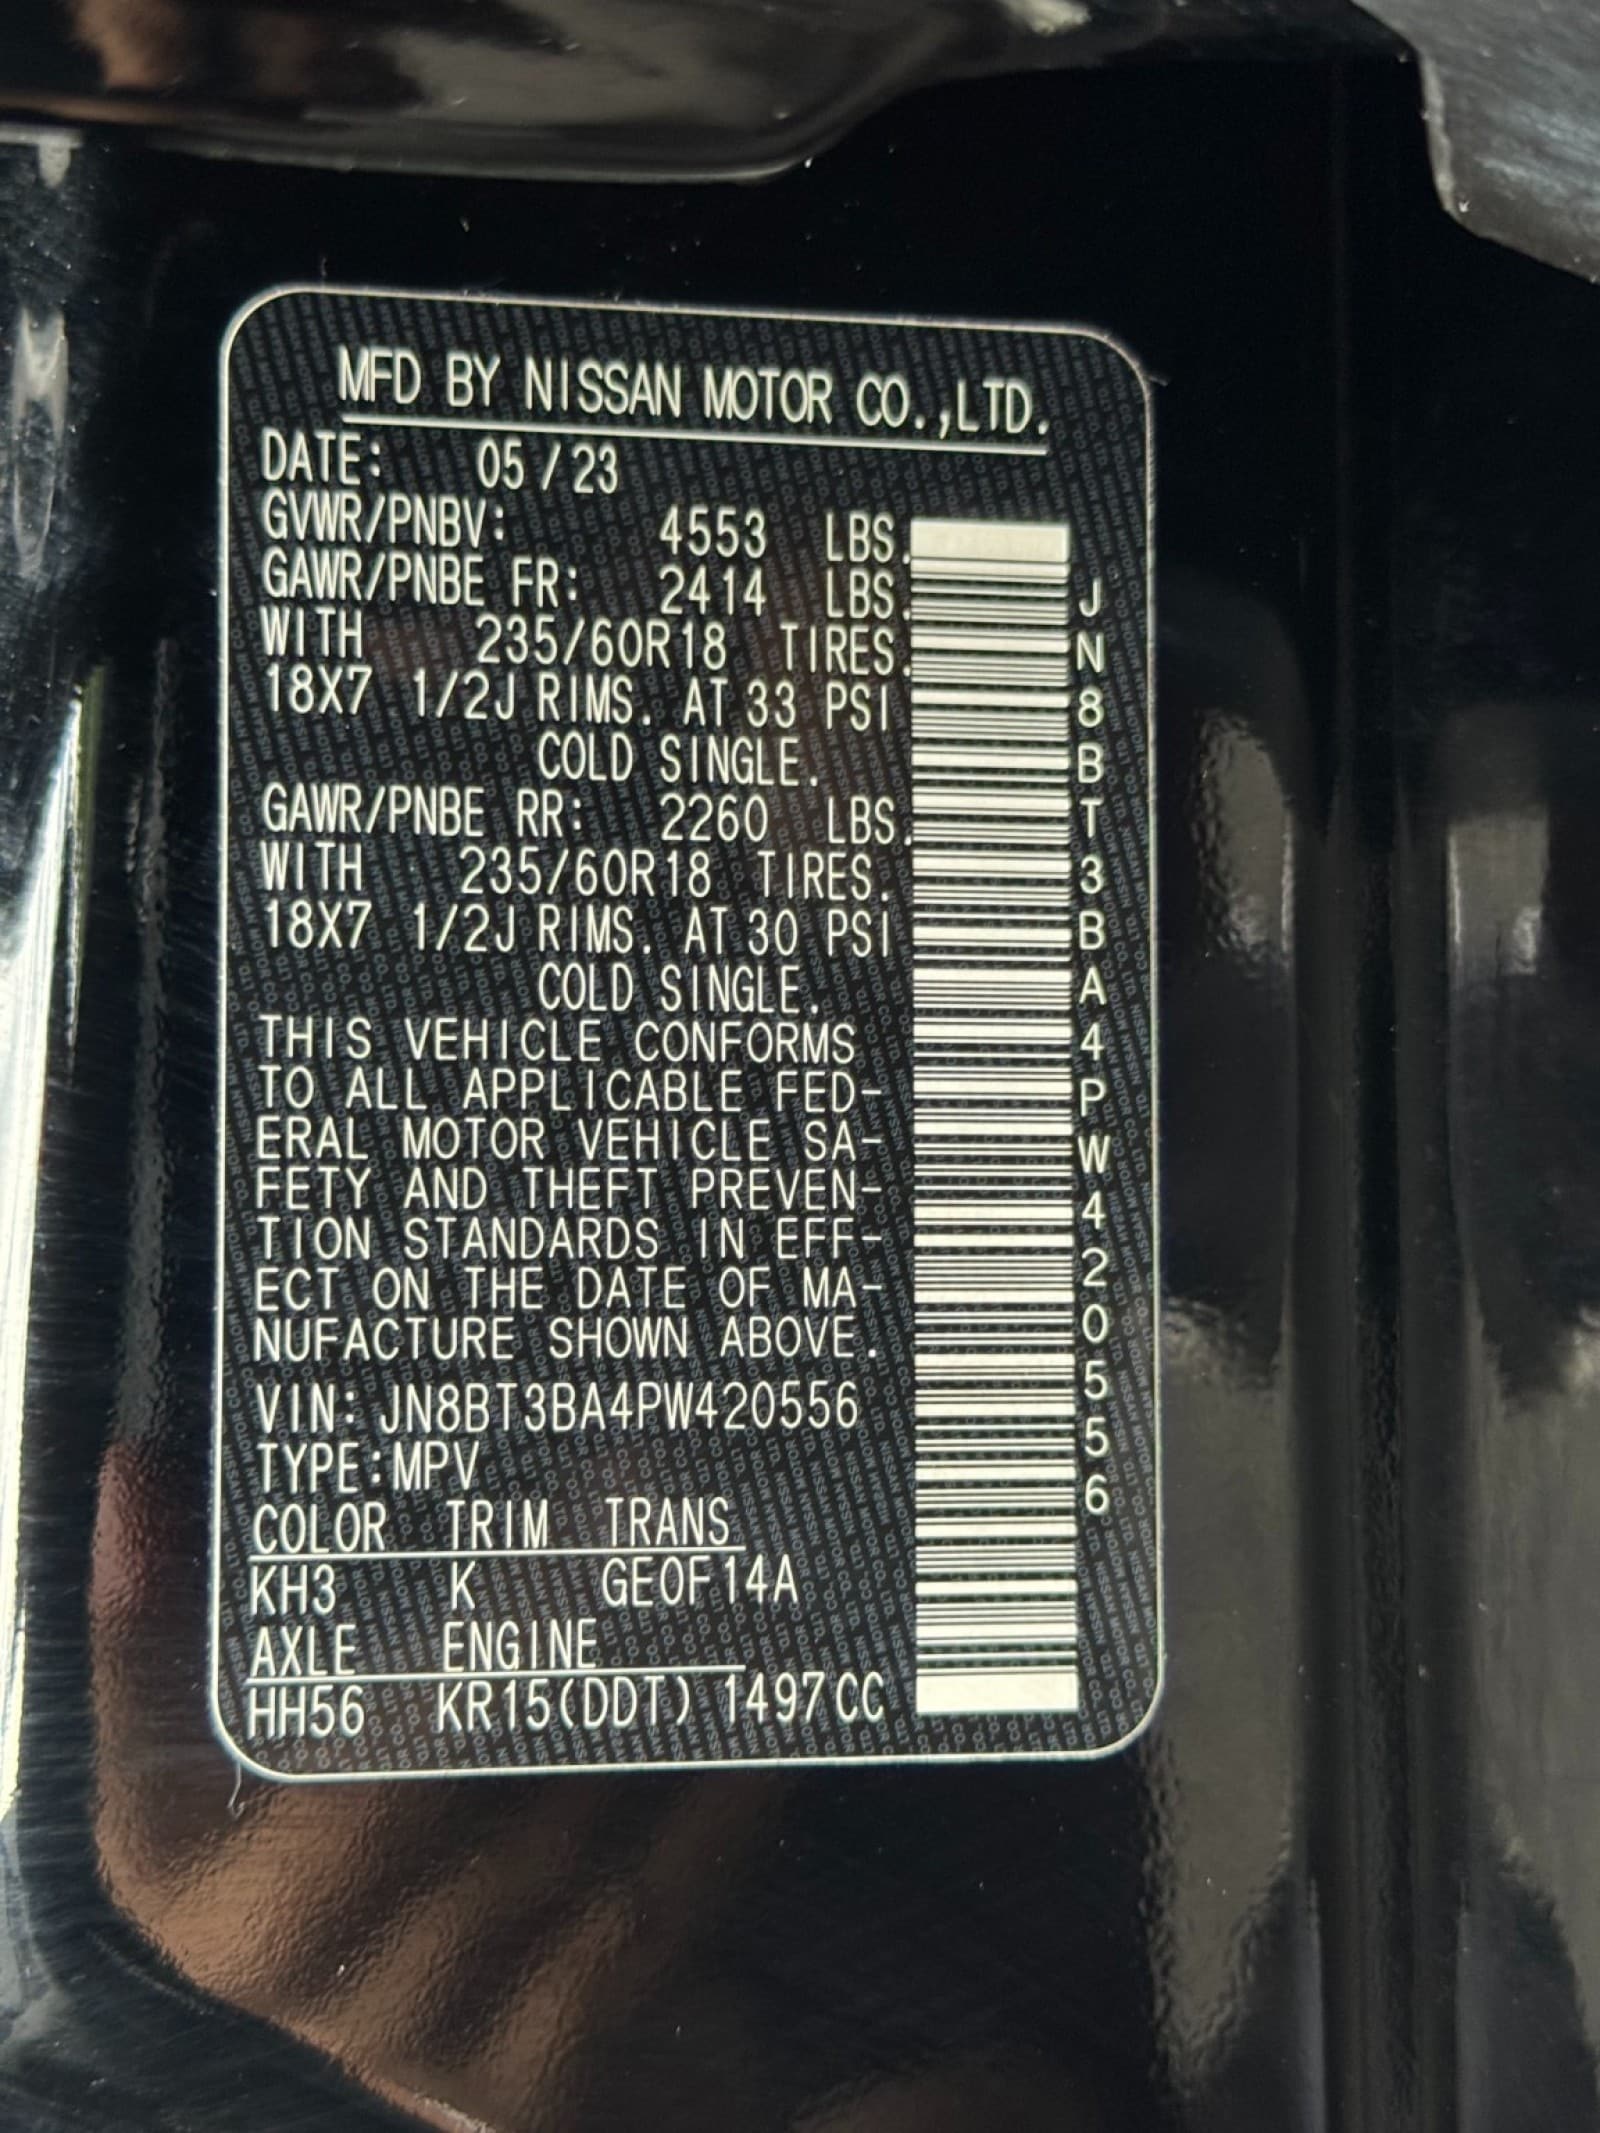 MFD BY NISSAN MOTOR CO.,LTD.
DATE: 05/23
GVWR/PNBV: 4553 LBS.
GAWR/PNBE FR: 2414 LBS.
WITH 235/60R18 TIRES.
18X7 1/2J RIMS. AT 33 PSI
COLD SINGLE.
GAWR/PNBE RR: 2260 LBS.
WITH 235/60R18 TIRES.
18X7 1/2J RIMS. AT 30 PSI
COLD SINGLE.
THIS VEHICLE CONFORMS
TO ALL APPLICABLE FED-
ERAL MOTOR VEHICLE SA-
FETY AND THEFT PREVEN-
TION STANDARDS IN EFF-
ECT ON THE DATE OF MA-
NUFACTURE SHOWN ABOVE.
VIN: JN8BT3BA4PW420556
TYPE:MPV
COLOR TRIM TRANS
KH3 K GE0F14A
AXLE ENGINE
HH56 KR15(DDT) 1497CC
JN8BT3BA4PW420556